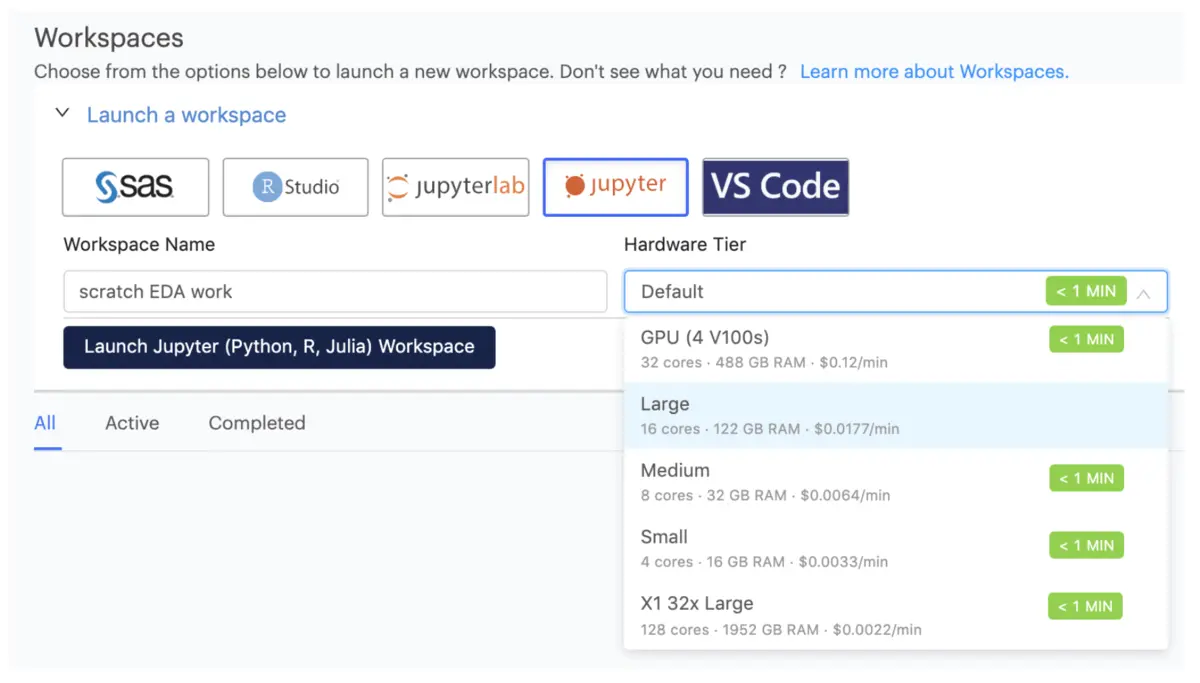 Workspaces
Choose from the options below to launch a new workspace. Don't see what you need ? Learn more about Workspaces.
Launch a workspace
sas R Studio jupyterlab jupyter VS Code
Workspace Name Hardware Tier
scratch EDA work Default < 1 MIN
Launch Jupyter (Python, R, Julia) Workspace
GPU (4 V100s) < 1 MIN
32 cores · 488 GB RAM · $0.12/min
Large
16 cores · 122 GB RAM · $0.0177/min
All Active Completed
Medium < 1 MIN
8 cores · 32 GB RAM · $0.0064/min
Small < 1 MIN
4 cores · 16 GB RAM · $0.0033/min
X1 32x Large < 1 MIN
128 cores · 1952 GB RAM · $0.0022/min